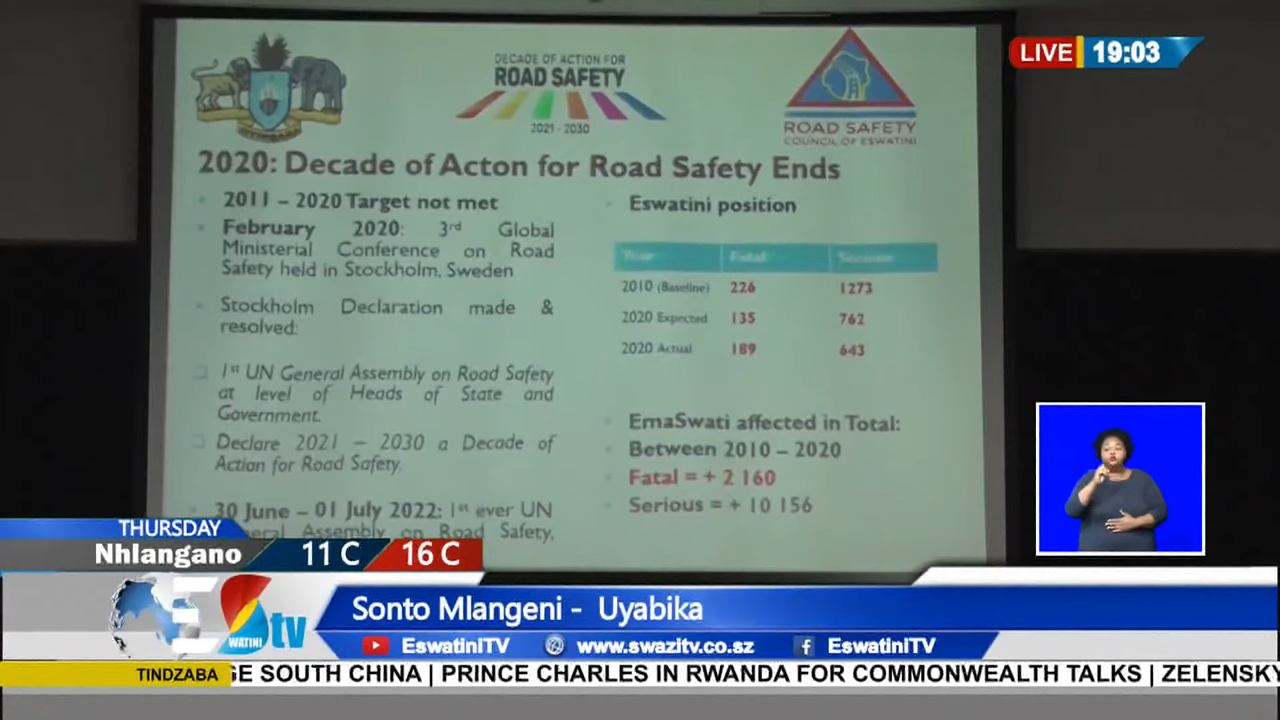 LIVE 19:03
DECADE OF ACTION FOR
ROAD SAFETY
2021 - 2030
ROAD SAFETY
COUNCIL OF ESWATINI
2020: Decade of Acton for Road Safety Ends
2011 – 2020 Target not met
February 2020: 3rd Global
Ministerial Conference on Road
Safety held in Stockholm, Sweden
Stockholm Declaration made &
resolved:
1st UN General Assembly on Road Safety
at level of Heads of State and
Government.
Declare 2021 – 2030 a Decade of
Action for Road Safety.
30 June – 01 July 2022: 1st ever UN
General Assembly on Road Safety,
Eswatini position
Year Fatal Serious
2010 (Baseline) 226 1273
2020 Expected 135 762
2020 Actual 189 643
EmaSwati affected in Total:
Between 2010 – 2020
Fatal = + 2 160
Serious = + 10 156
THURSDAY
Nhlangano 11 C 16 C
E WATINI tv
Sonto Mlangeni - Uyabika
EswatiniTV www.swazitv.co.sz EswatiniTV
TINDZABA GE SOUTH CHINA | PRINCE CHARLES IN RWANDA FOR COMMONWEALTH TALKS | ZELENSKY